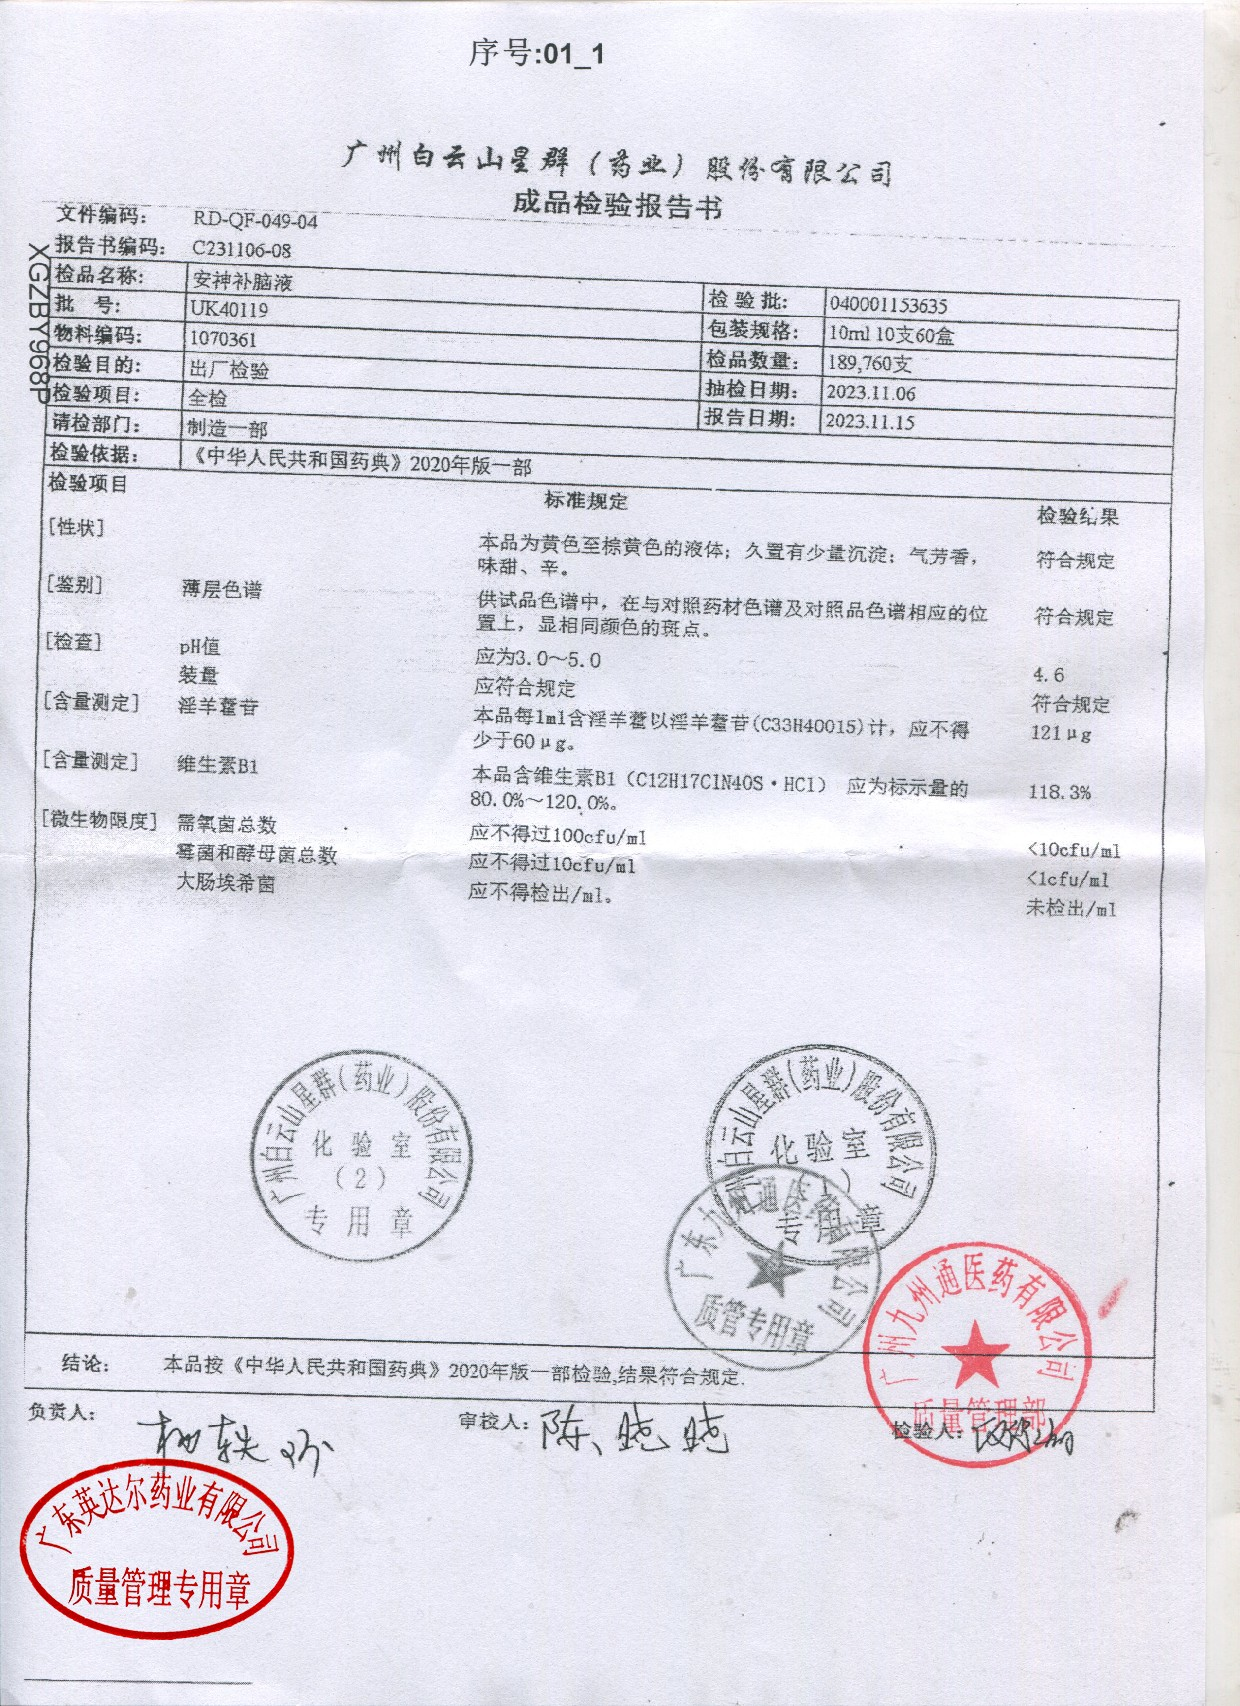 序号:01_1
广州白云山星群（药业）股份有限公司
成品检验报告书
文件编码: RD-QF-049-04
报告书编码: C231106-08
XGZBY968P
检品名称: 安神补脑液
批 号: UK40119 检 验 批: 040001153635
物料编码: 1070361 包装规格: 10ml 10支60盒
检验目的: 出厂检验 检品数量: 189,760支
检验项目: 全检 抽检日期: 2023.11.06
请检部门: 制造一部 报告日期: 2023.11.15
检验依据: 《中华人民共和国药典》2020年版一部
检验项目 标准规定 检验结果
[性状] 本品为黄色至棕黄色的液体；久置有少量沉淀；气芳香， 符合规定
味甜、辛。
[鉴别] 薄层色谱 供试品色谱中，在与对照药材色谱及对照品色谱相应的位 符合规定
置上，显相同颜色的斑点。
[检查] pH值 应为3.0～5.0 4.6
装量 应符合规定 符合规定
[含量测定] 淫羊藿苷 本品每1ml含淫羊藿以淫羊藿苷(C33H40O15)计，应不得 121μg
少于60μg。
[含量测定] 维生素B1 本品含维生素B1（C12H17ClN4OS·HCl） 应为标示量的 118.3%
80.0%～120.0%。
[微生物限度] 需氧菌总数 应不得过100cfu/ml <10cfu/ml
霉菌和酵母菌总数 应不得过10cfu/ml <1cfu/ml
大肠埃希菌 应不得检出/ml。 未检出/ml
广州白云山星群(药业)股份有限公司
化验室
(2)
专用章
广州白云山星群(药业)股份有限公司
化验室
(1)
专用章
广东九州通医药有限公司
质管专用章
广州九州通医药有限公司
质量管理部
结论: 本品按《中华人民共和国药典》2020年版一部检验,结果符合规定.
负责人: 审核人: 陈晓晓 检验人:
广东英达尔药业有限公司
质量管理专用章